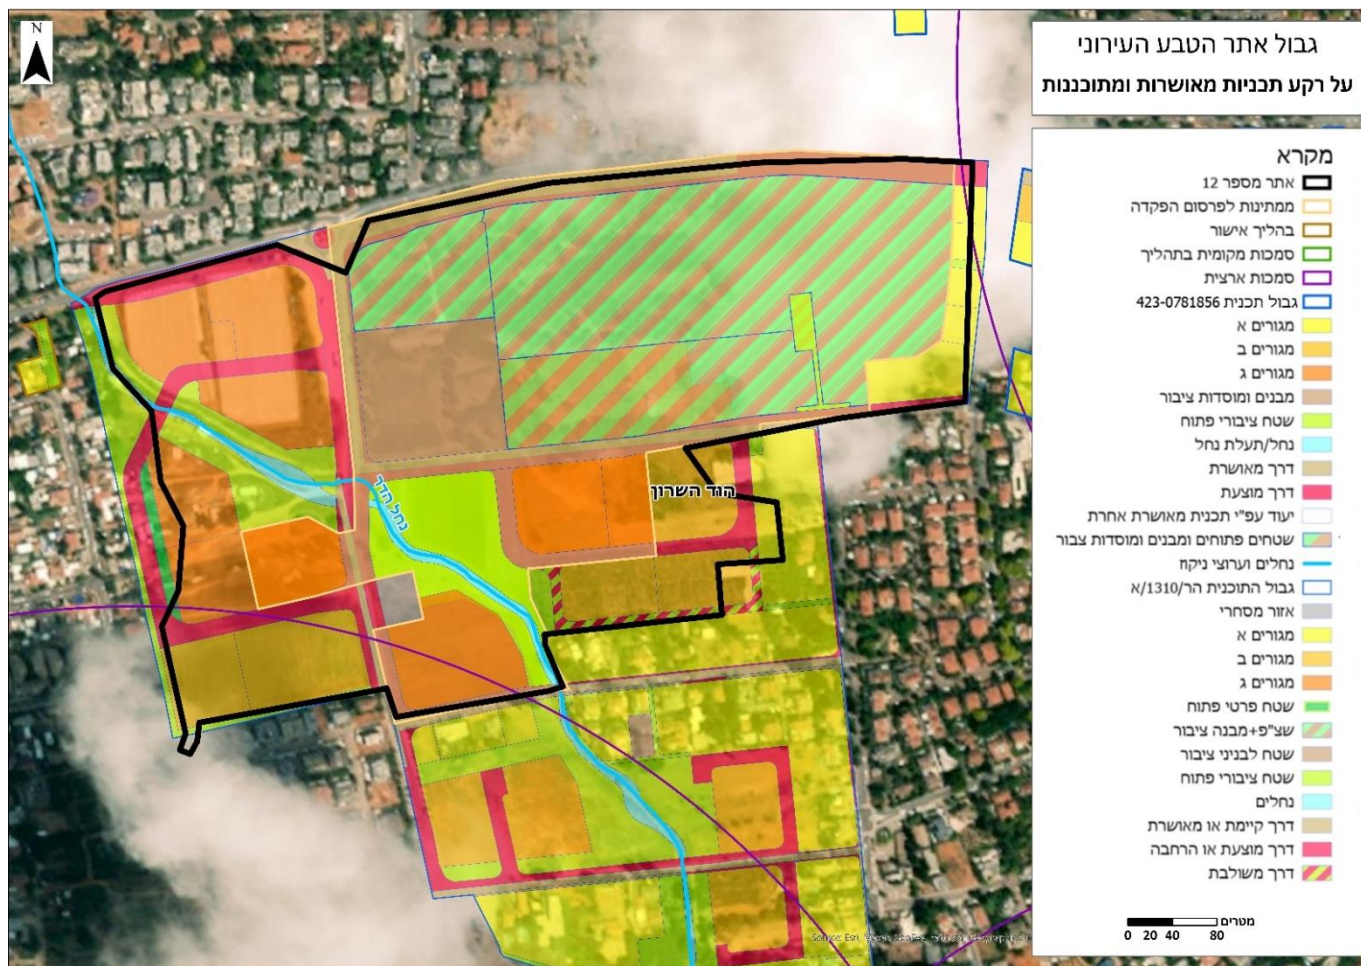 N
גבול אתר הטבע העירוני
על רקע תכניות מאושרות ומתוכננות
מקרא
אתר מספר 12
ממתינות לפרסום הפקדה
בהליך אישור
סמכות מקומית בתהליך
סמכות ארצית
גבול תכנית 423-0781856
מגורים א
מגורים ב
מגורים ג
מבנים ומוסדות ציבור
שטח ציבורי פתוח
נחל/תעלת נחל
דרך מאושרת
דרך מוצעת
יעוד עפ"י תכנית מאושרת אחרת
שטחים פתוחים ומבנים ומוסדות צבור
נחלים וערוצי ניקוז
גבול התוכנית הר/1310/א
אזור מסחרי
מגורים א
מגורים ב
מגורים ג
שטח פרטי פתוח
שצ"פ+מבנה ציבור
שטח לבניני ציבור
שטח ציבורי פתוח
נחלים
דרך קיימת או מאושרת
דרך מוצעת או הרחבה
דרך משולבת
מטרים
0 20 40 80
הוד השרון
נחל הדר
Source: Esri,